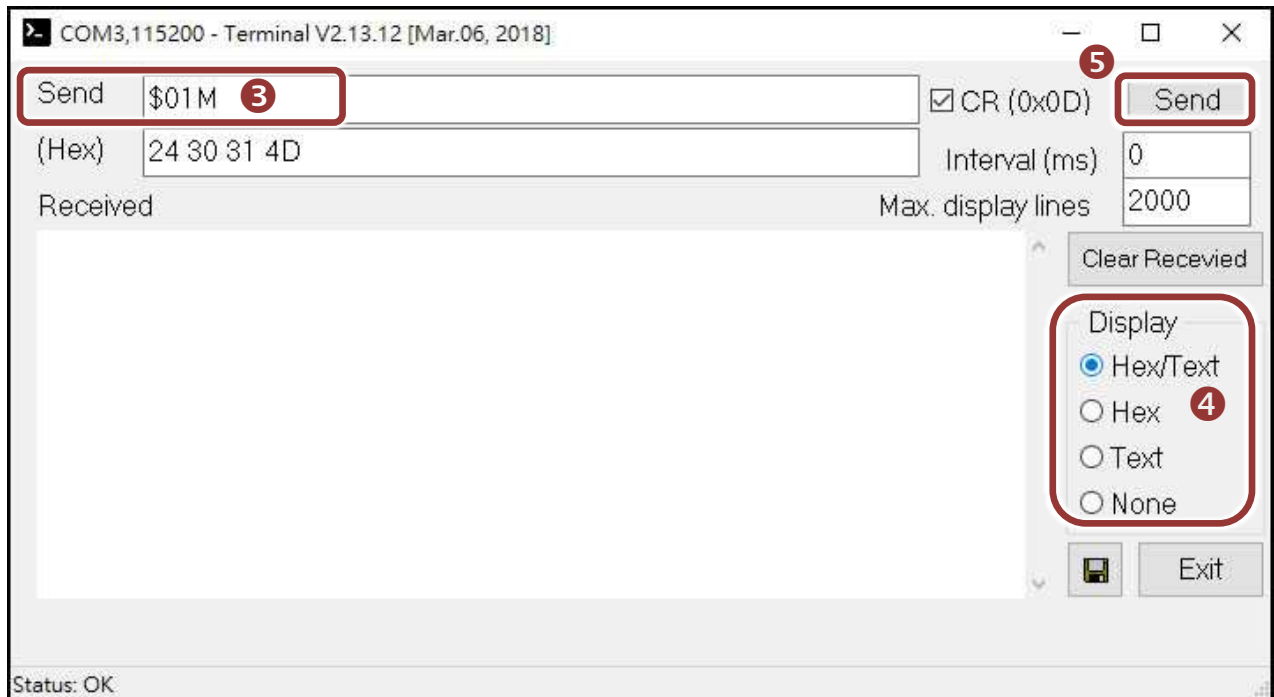 COM3,115200 - Terminal V2.13.12 [Mar.06, 2018]
Send $01M 3 CR (0x0D) 5 Send
(Hex) 24 30 31 4D Interval (ms) 0
Received Max. display lines 2000
Clear Recevied
Display
Hex/Text
Hex 4
Text
None
Exit
Status: OK